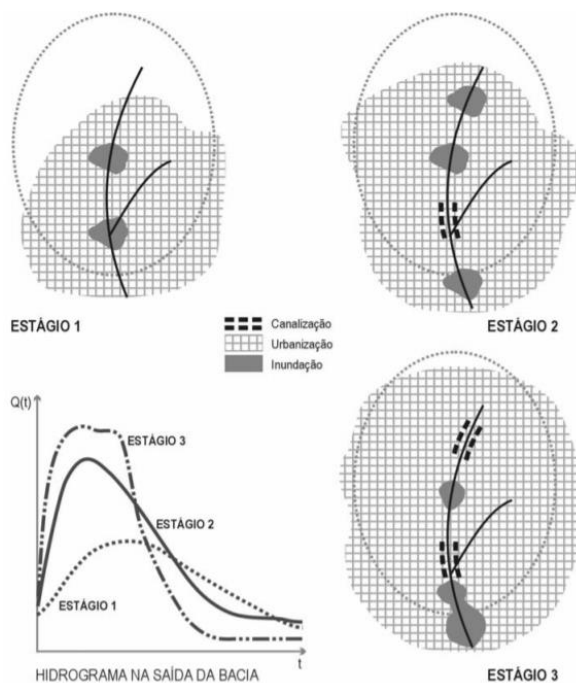 ESTÁGIO 1
ESTÁGIO 2
Canalização
Urbanização
Inundação
Q(t)
ESTÁGIO 3
ESTÁGIO 2
ESTÁGIO 1
t
HIDROGRAMA NA SAÍDA DA BACIA
ESTÁGIO 3